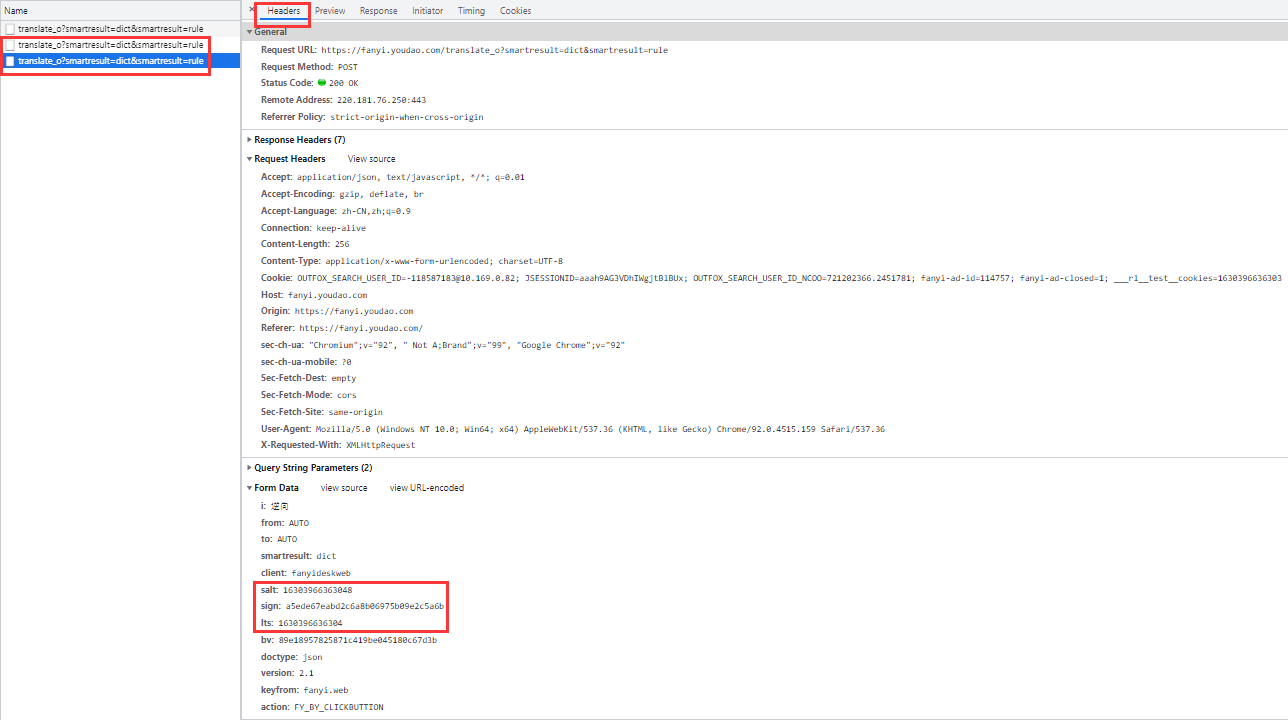 Name
translate_o?smartresult=dict&smartresult=rule
translate_o?smartresult=dict&smartresult=rule
translate_o?smartresult=dict&smartresult=rule
× Headers Preview Response Initiator Timing Cookies
General
Request URL: https://fanyi.youdao.com/translate_o?smartresult=dict&smartresult=rule
Request Method: POST
Status Code: 200 OK
Remote Address: 220.181.76.250:443
Referrer Policy: strict-origin-when-cross-origin
Response Headers (7)
Request Headers View source
Accept: application/json, text/javascript, */*; q=0.01
Accept-Encoding: gzip, deflate, br
Accept-Language: zh-CN,zh;q=0.9
Connection: keep-alive
Content-Length: 256
Content-Type: application/x-www-form-urlencoded; charset=UTF-8
Cookie: OUTFOX_SEARCH_USER_ID=-118587183@10.169.0.82; JSESSIONID=aaah9AG3VDhIWgjtBlBUx; OUTFOX_SEARCH_USER_ID_NCOO=721202366.2451781; fanyi-ad-id=114757; fanyi-ad-closed=1; ___rl__test__cookies=1630396636303
Host: fanyi.youdao.com
Origin: https://fanyi.youdao.com
Referer: https://fanyi.youdao.com/
sec-ch-ua: "Chromium";v="92", " Not A;Brand";v="99", "Google Chrome";v="92"
sec-ch-ua-mobile: ?0
Sec-Fetch-Dest: empty
Sec-Fetch-Mode: cors
Sec-Fetch-Site: same-origin
User-Agent: Mozilla/5.0 (Windows NT 10.0; Win64; x64) AppleWebKit/537.36 (KHTML, like Gecko) Chrome/92.0.4515.159 Safari/537.36
X-Requested-With: XMLHttpRequest
Query String Parameters (2)
Form Data view source view URL-encoded
i: 逆向
from: AUTO
to: AUTO
smartresult: dict
client: fanyideskweb
salt: 16303966363048
sign: a5ede67eabd2c6a8b06975b09e2c5a6b
lts: 1630396636304
bv: 89e18957825871c419be045180c67d3b
doctype: json
version: 2.1
keyfrom: fanyi.web
action: FY_BY_CLICKBUTTION